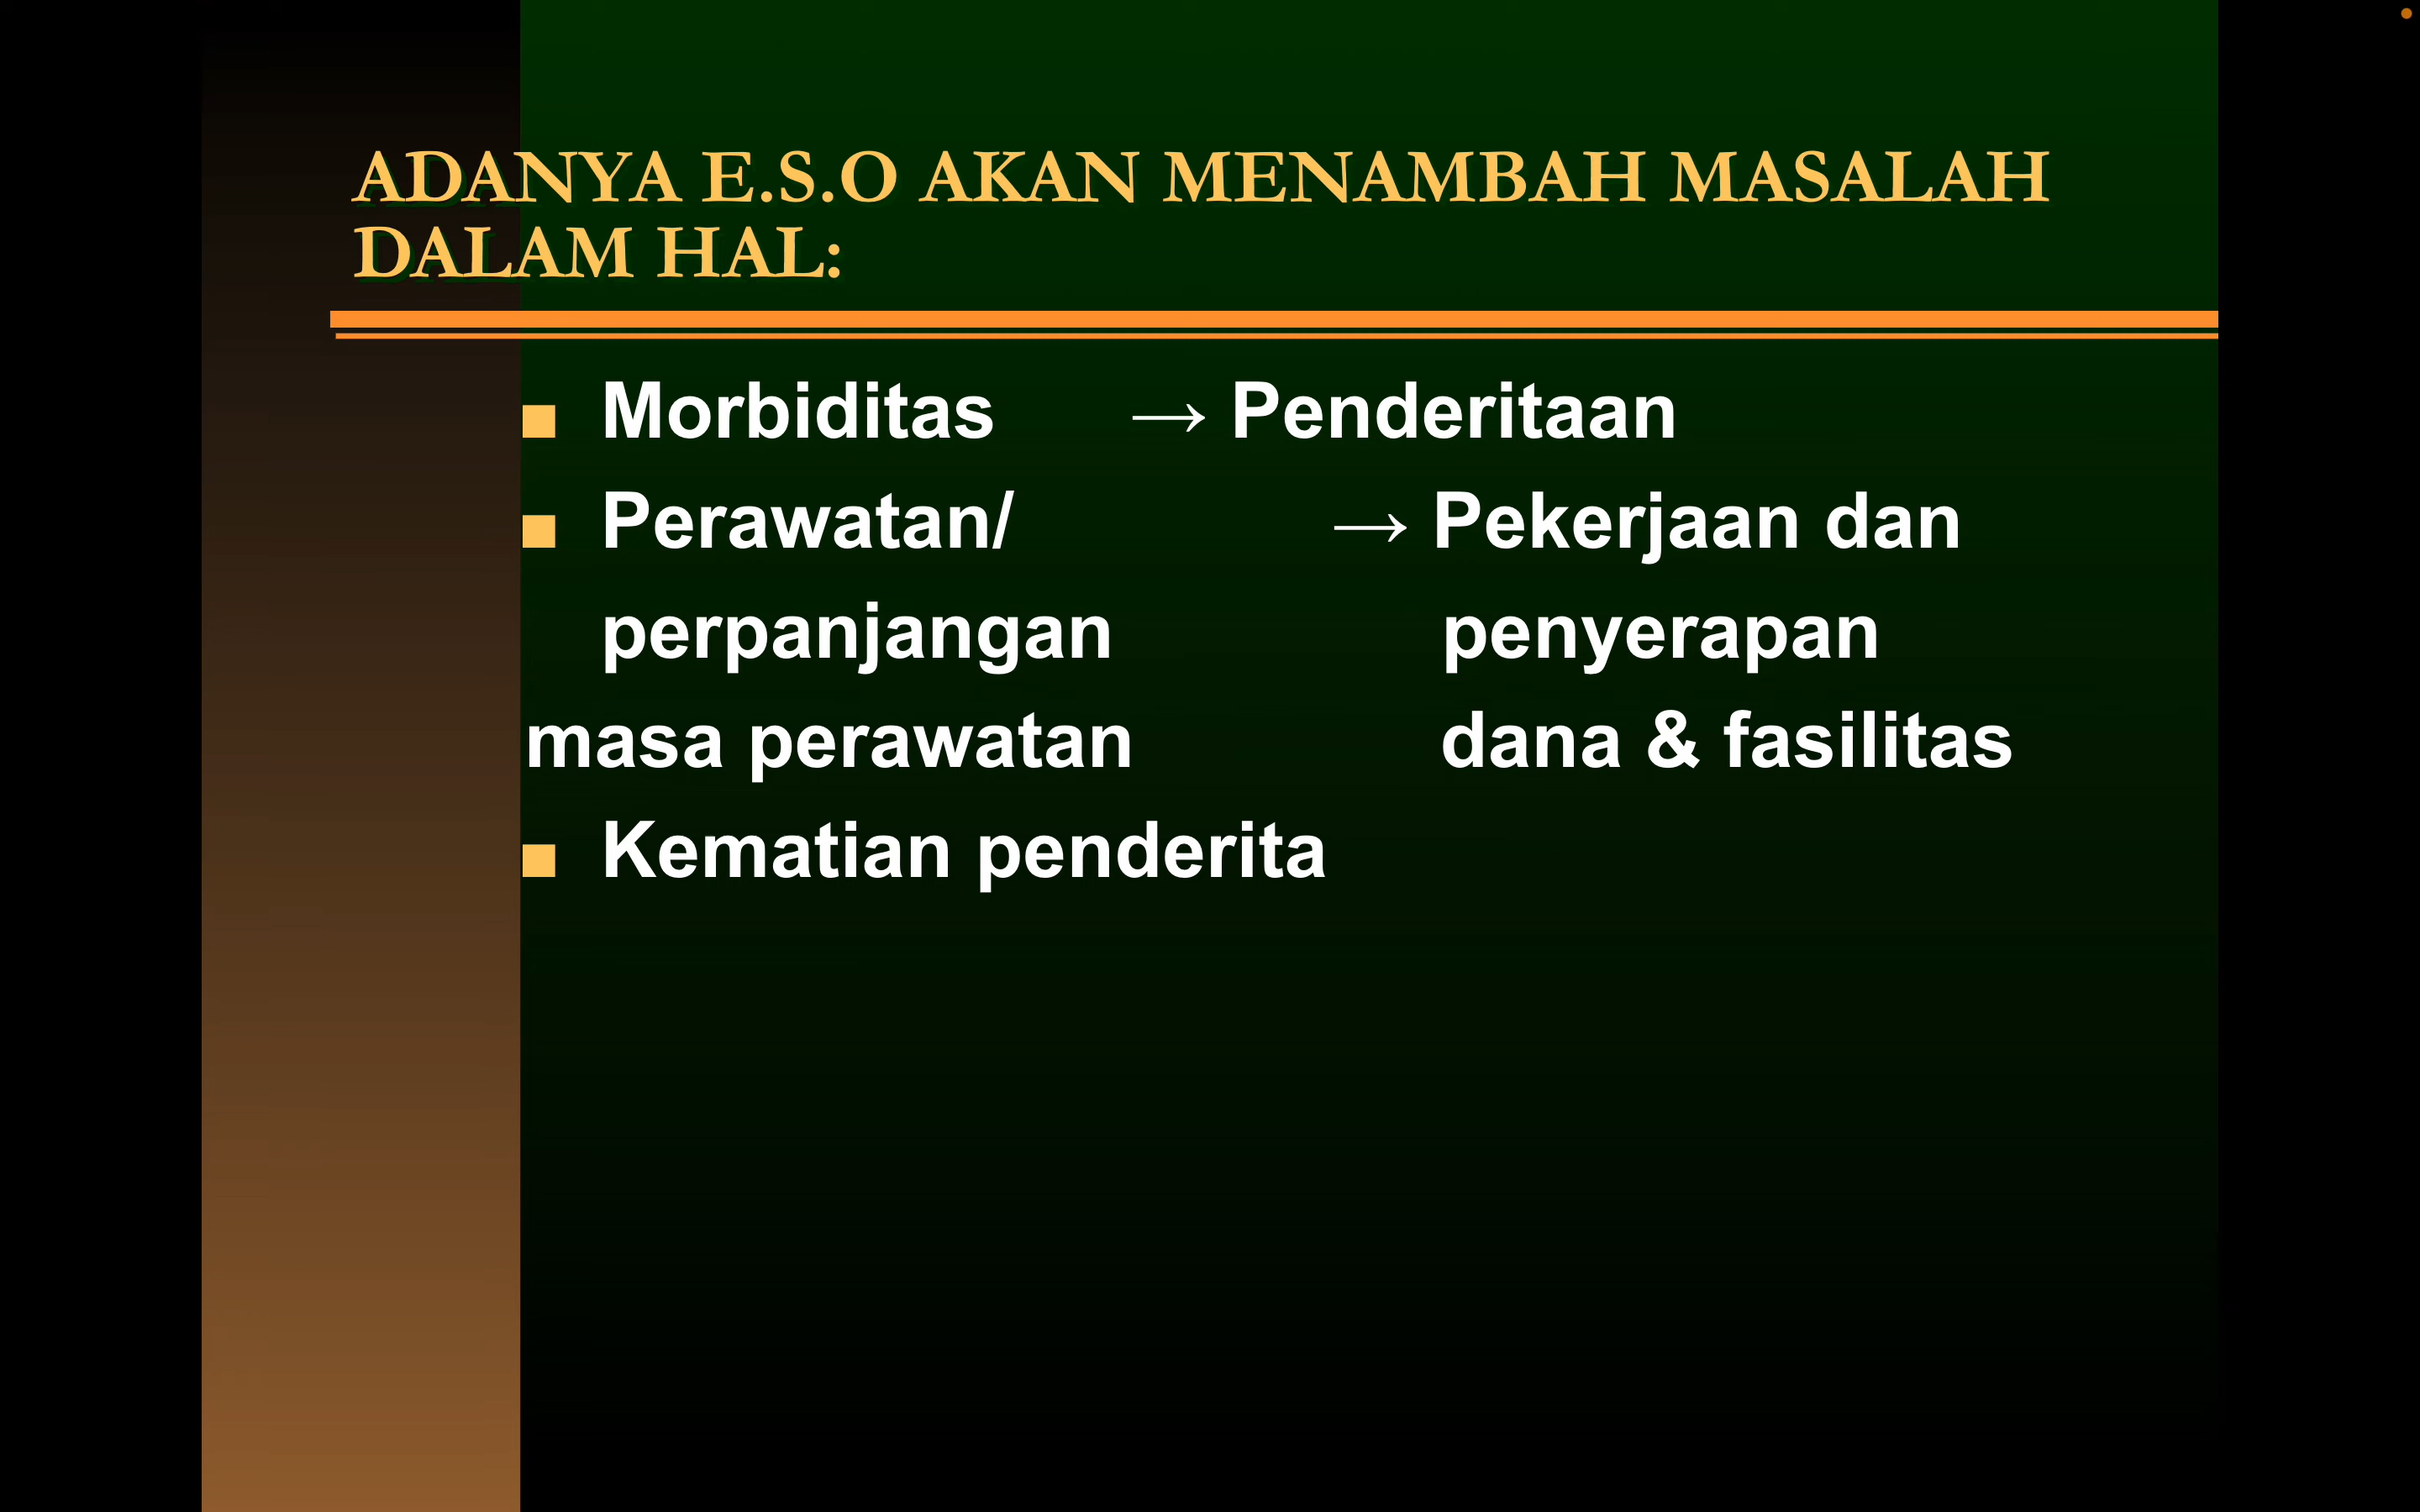 ADANYA E.S.O AKAN MENAMBAH MASALAH
DALAM HAL:
■ Morbiditas → Penderitaan
■ Perawatan/ → Pekerjaan dan
perpanjangan penyerapan
masa perawatan dana & fasilitas
■ Kematian penderita